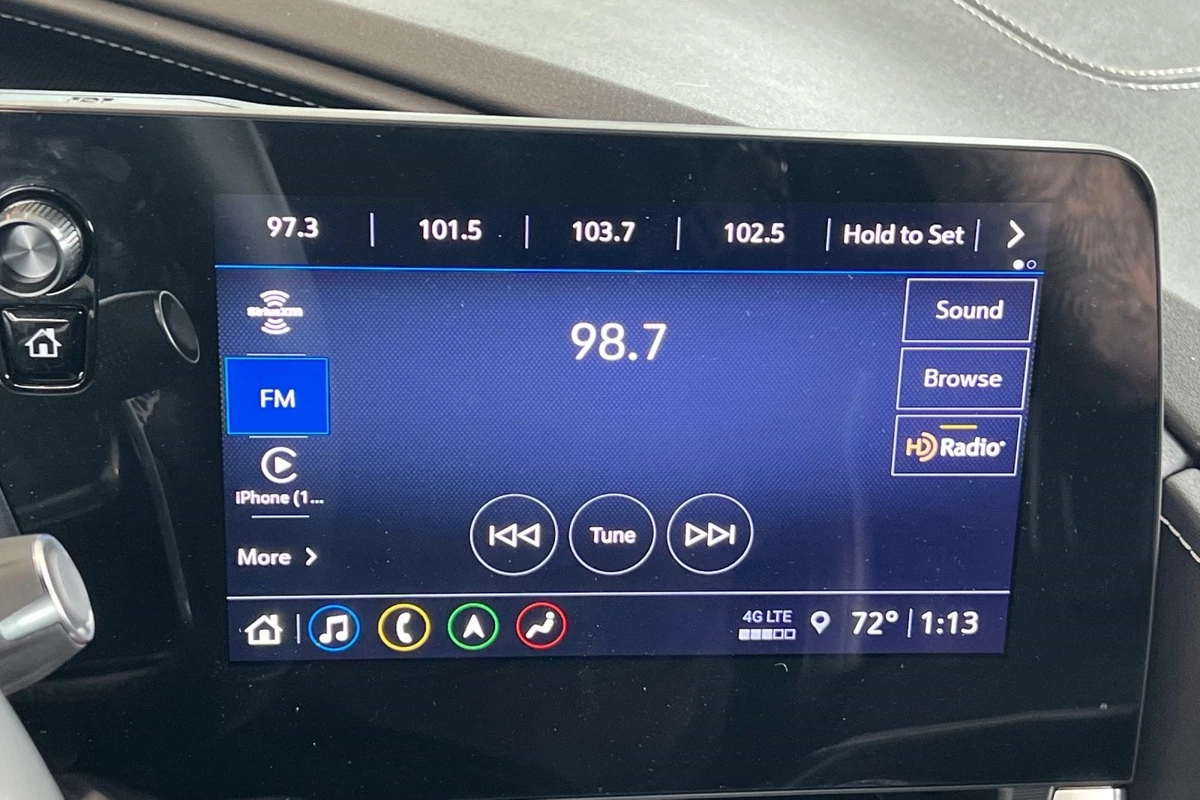 97.3 | 101.5 | 103.7 | 102.5 | Hold to Set |
SiriusXM
98.7
Sound
FM
Browse
HD Radio
iPhone (1...
Tune
More
4G LTE
72° | 1:13